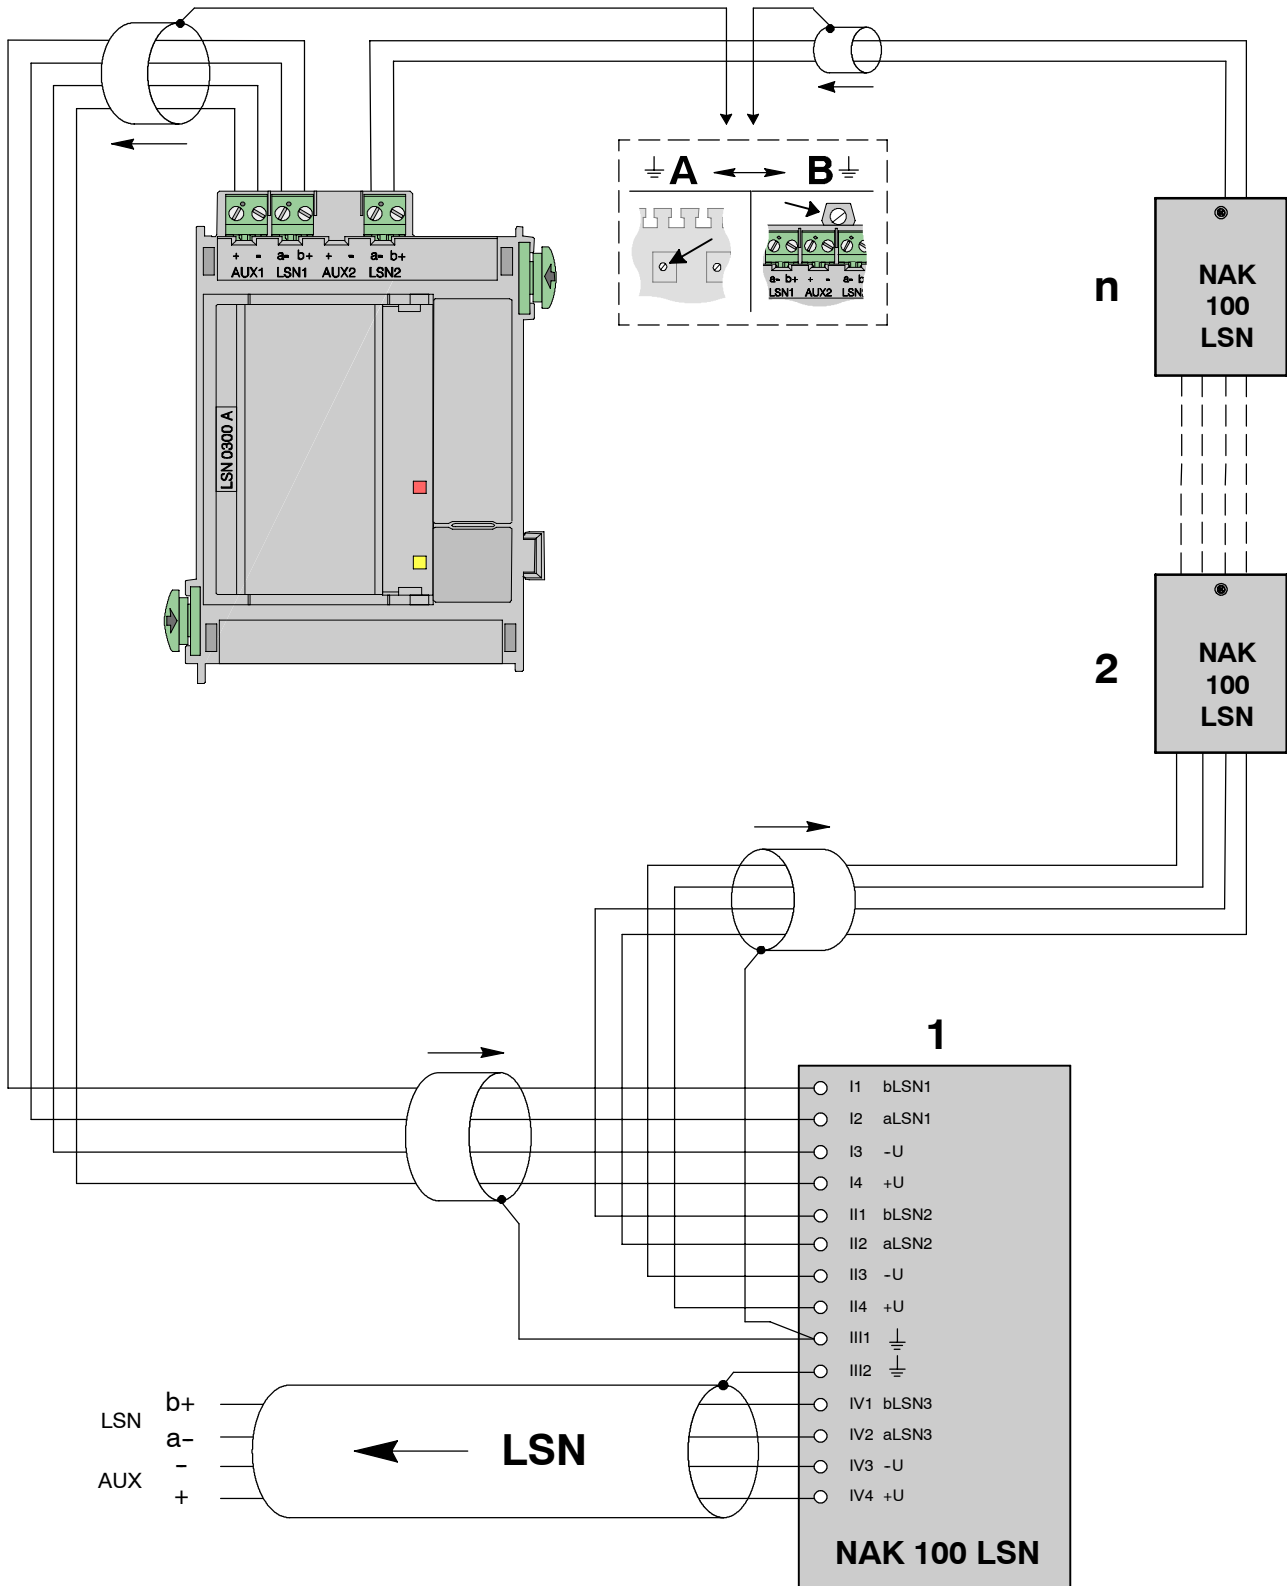 A B
+ - a- b+ + - a- b+
AUX1 LSN1 AUX2 LSN2
a- b+ + - a- b
LSN1 AUX2 LSN
LSN 0300 A
n
NAK
100
LSN
2
NAK
100
LSN
1
I1 bLSN1
I2 aLSN1
I3 -U
I4 +U
II1 bLSN2
II2 aLSN2
II3 -U
II4 +U
III1
III2
IV1 bLSN3
IV2 aLSN3
IV3 -U
IV4 +U
NAK 100 LSN
LSN
b+
a-
AUX
-
+
LSN